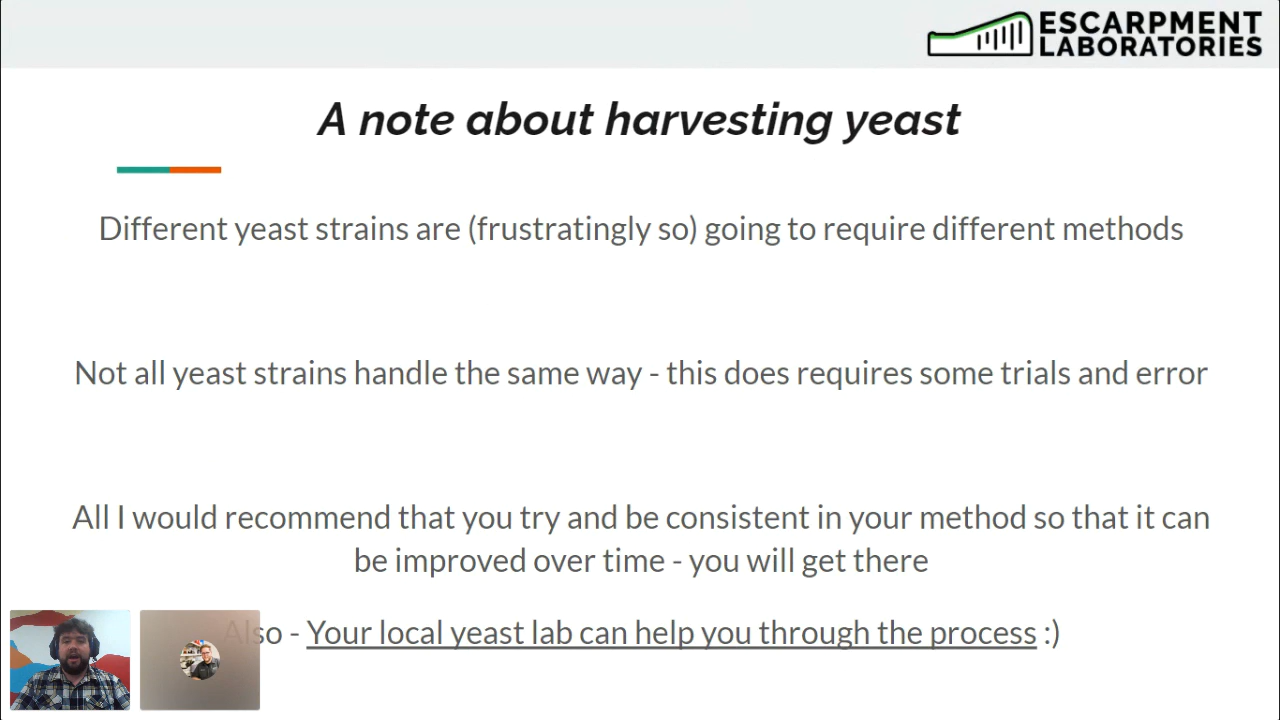 ESCARPMENT
LABORATORIES
A note about harvesting yeast
Different yeast strains are (frustratingly so) going to require different methods
Not all yeast strains handle the same way - this does requires some trials and error
All I would recommend that you try and be consistent in your method so that it can
be improved over time - you will get there
Also - Your local yeast lab can help you through the process :)